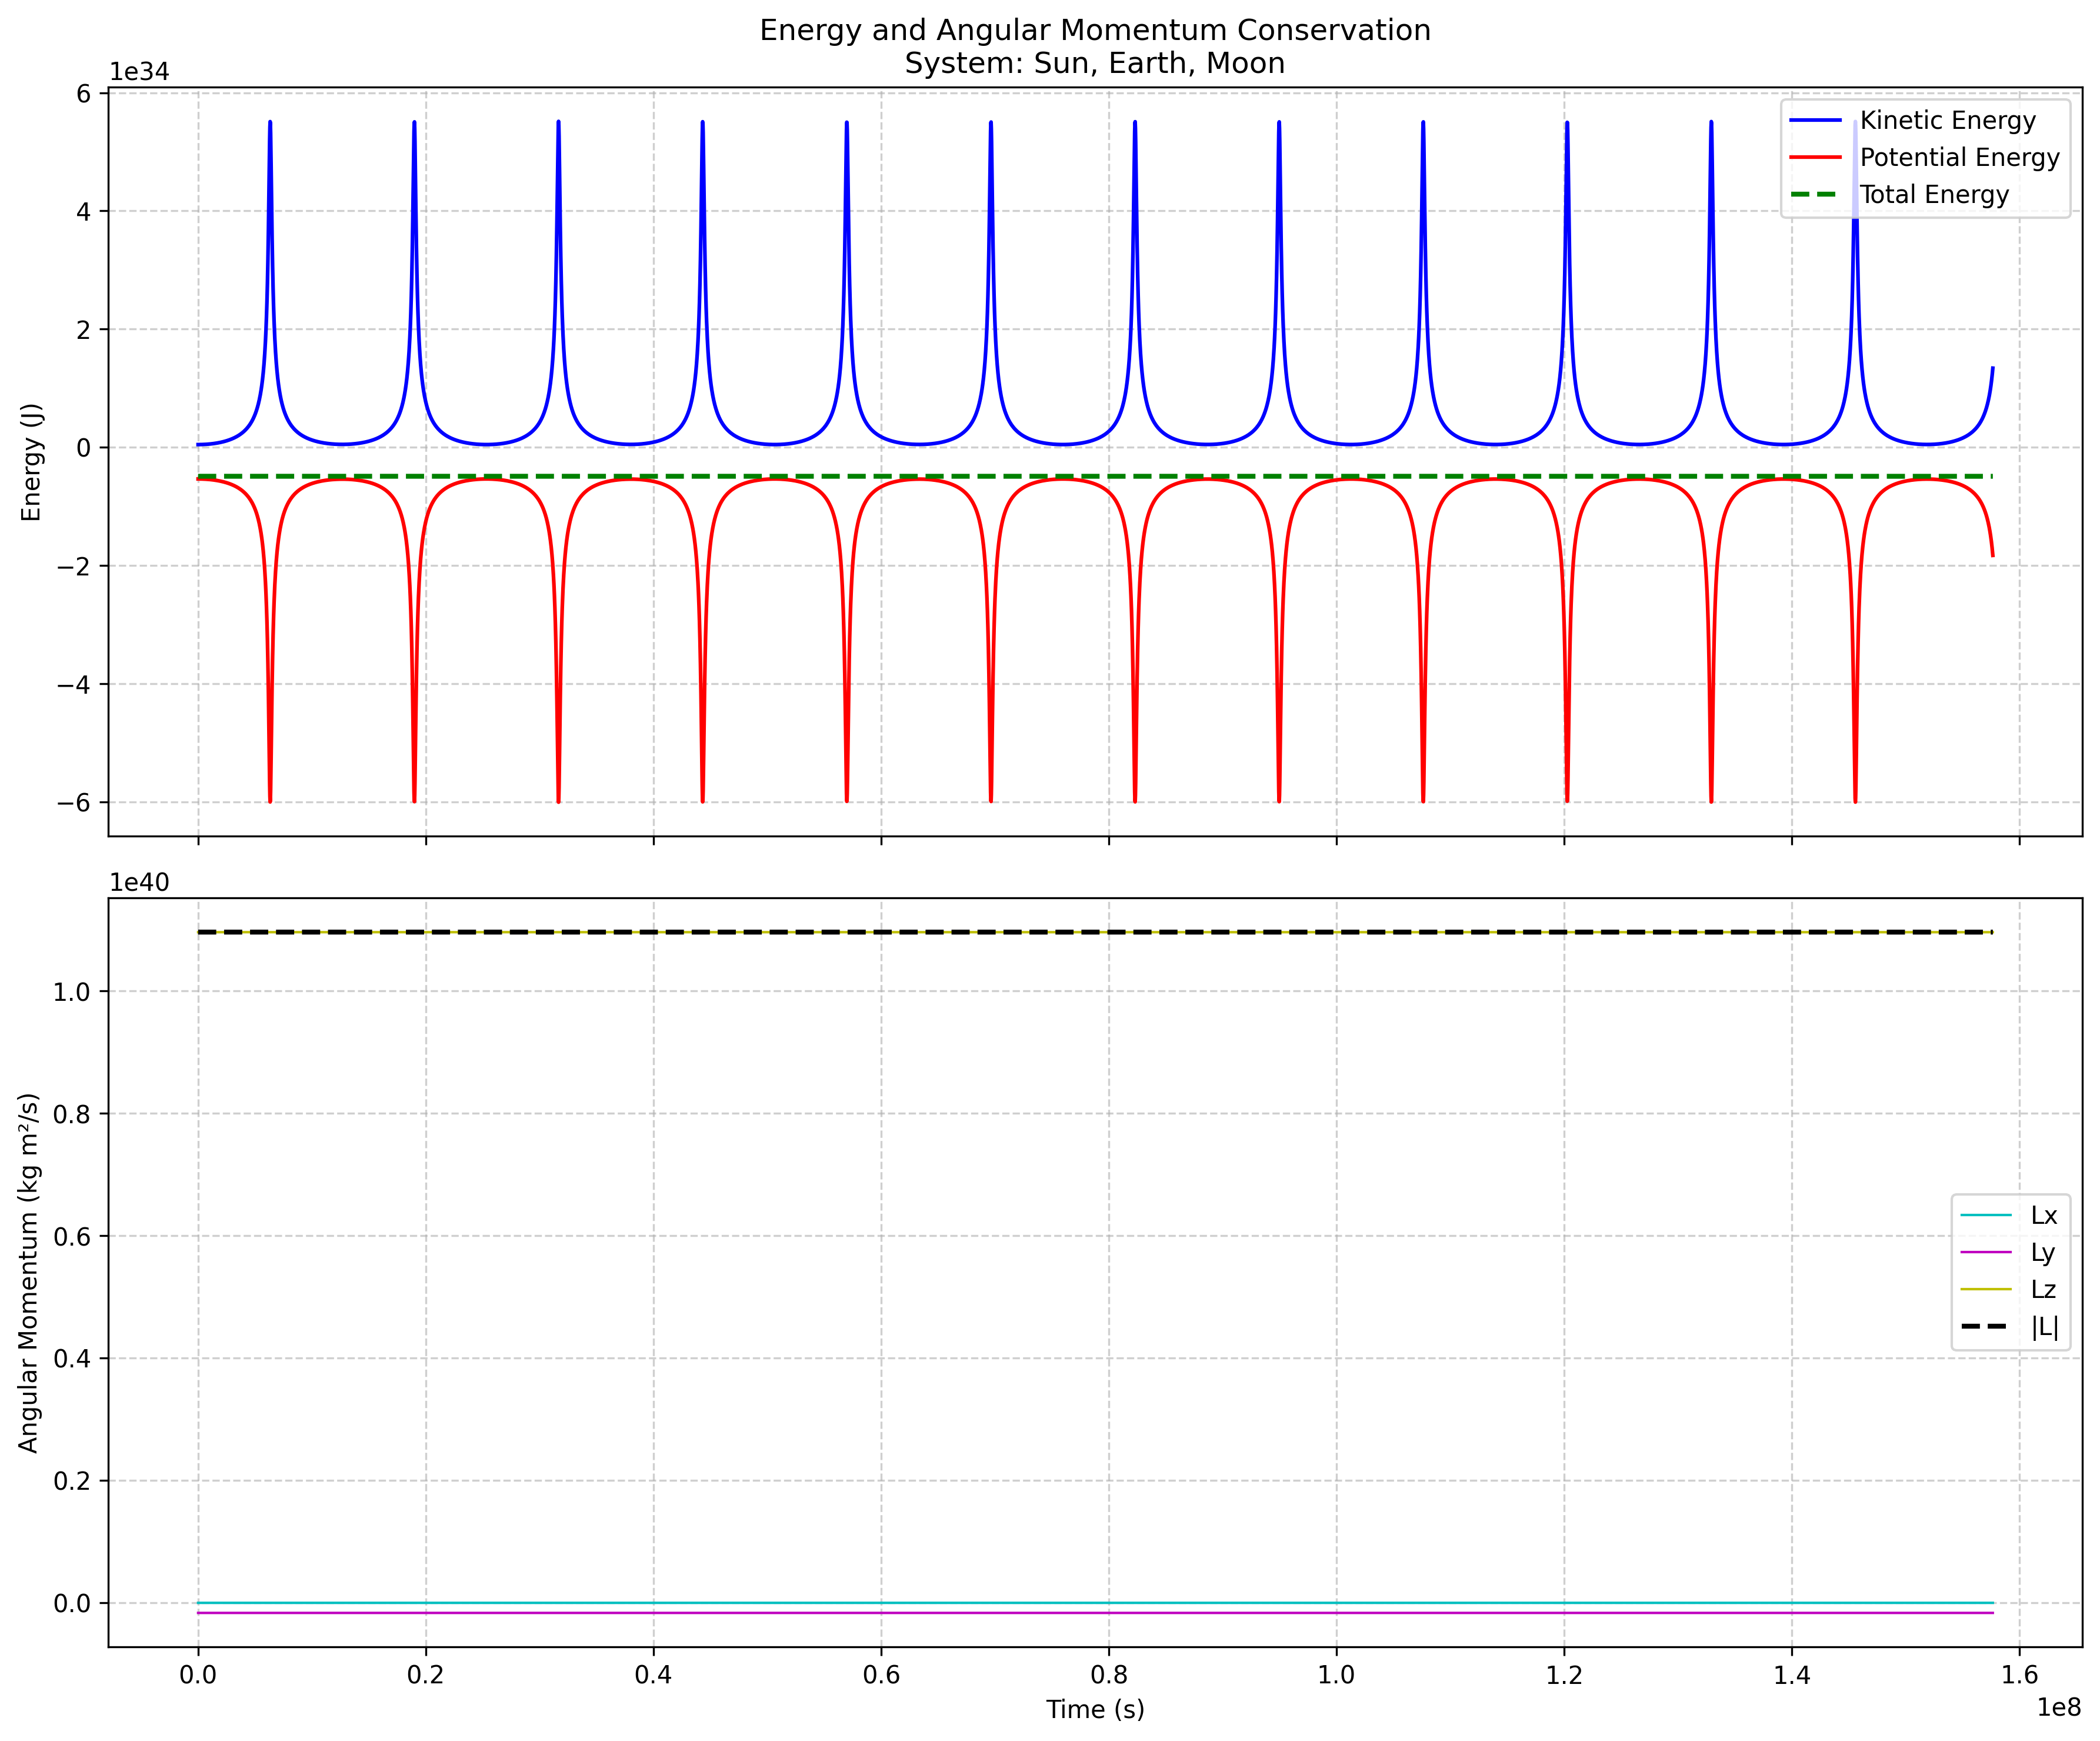 Energy and Angular Momentum Conservation
System: Sun, Earth, Moon
1e34
6
4
2
0
−2
−4
−6
Energy (J)
Kinetic Energy
Potential Energy
Total Energy
1e40
1.0
0.8
0.6
0.4
0.2
0.0
Angular Momentum (kg m²/s)
Lx
Ly
Lz
|L|
0.0 0.2 0.4 0.6 0.8 1.0 1.2 1.4 1.6
Time (s)
1e8